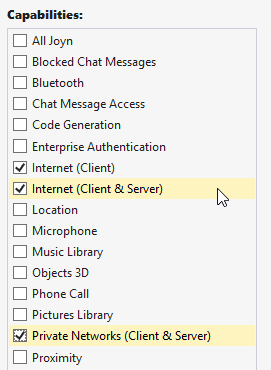 Capabilities:
All Joyn
Blocked Chat Messages
Bluetooth
Chat Message Access
Code Generation
Enterprise Authentication
Internet (Client)
Internet (Client & Server)
Location
Microphone
Music Library
Objects 3D
Phone Call
Pictures Library
Private Networks (Client & Server)
Proximity